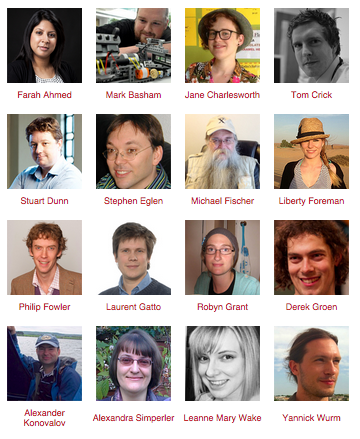 Farah Ahmed
Mark Basham
Jane Charlesworth
Tom Crick
Stuart Dunn
Stephen Eglen
Michael Fischer
Liberty Foreman
Philip Fowler
Laurent Gatto
Robyn Grant
Derek Groen
Alexander
Konovalov
Alexandra Simperler
Leanne Mary Wake
Yannick Wurm